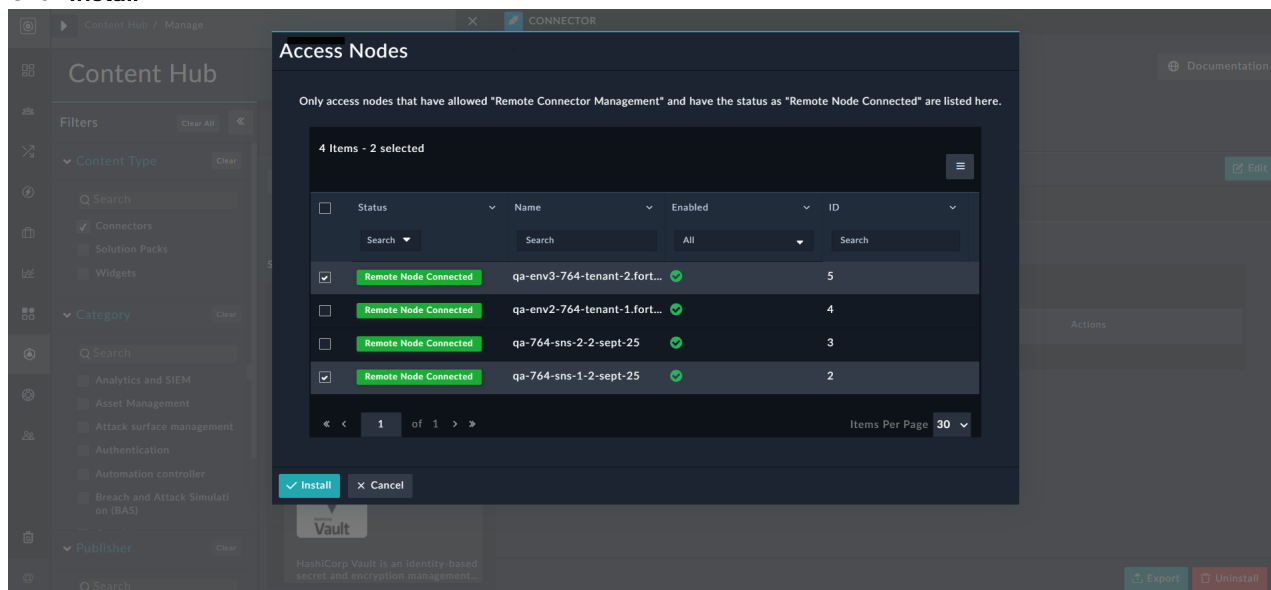 Content Hub / Manage
CONNECTOR
Content Hub
Documentation
Filters
Clear All
Content Type
Clear
Search
Connectors
Solution Packs
Widgets
Category
Clear
Search
Analytics and SIEM
Asset Management
Attack surface management
Authentication
Automation controller
Breach and Attack Simulati
on (BAS)
Publisher
Clear
Search
Access Nodes
Only access nodes that have allowed "Remote Connector Management" and have the status as "Remote Node Connected" are listed here.
4 Items - 2 selected
Status Name Enabled ID
Search Search All Search
Remote Node Connected qa-env3-764-tenant-2.fort... 5
Remote Node Connected qa-env2-764-tenant-1.fort... 4
Remote Node Connected qa-764-sns-2-2-sept-25 3
Remote Node Connected qa-764-sns-1-2-sept-25 2
1 of 1 Items Per Page 30
Install Cancel
Edit
Actions
Vault
HashiCorp Vault is an identity-based
secret and encryption management...
Export Uninstall